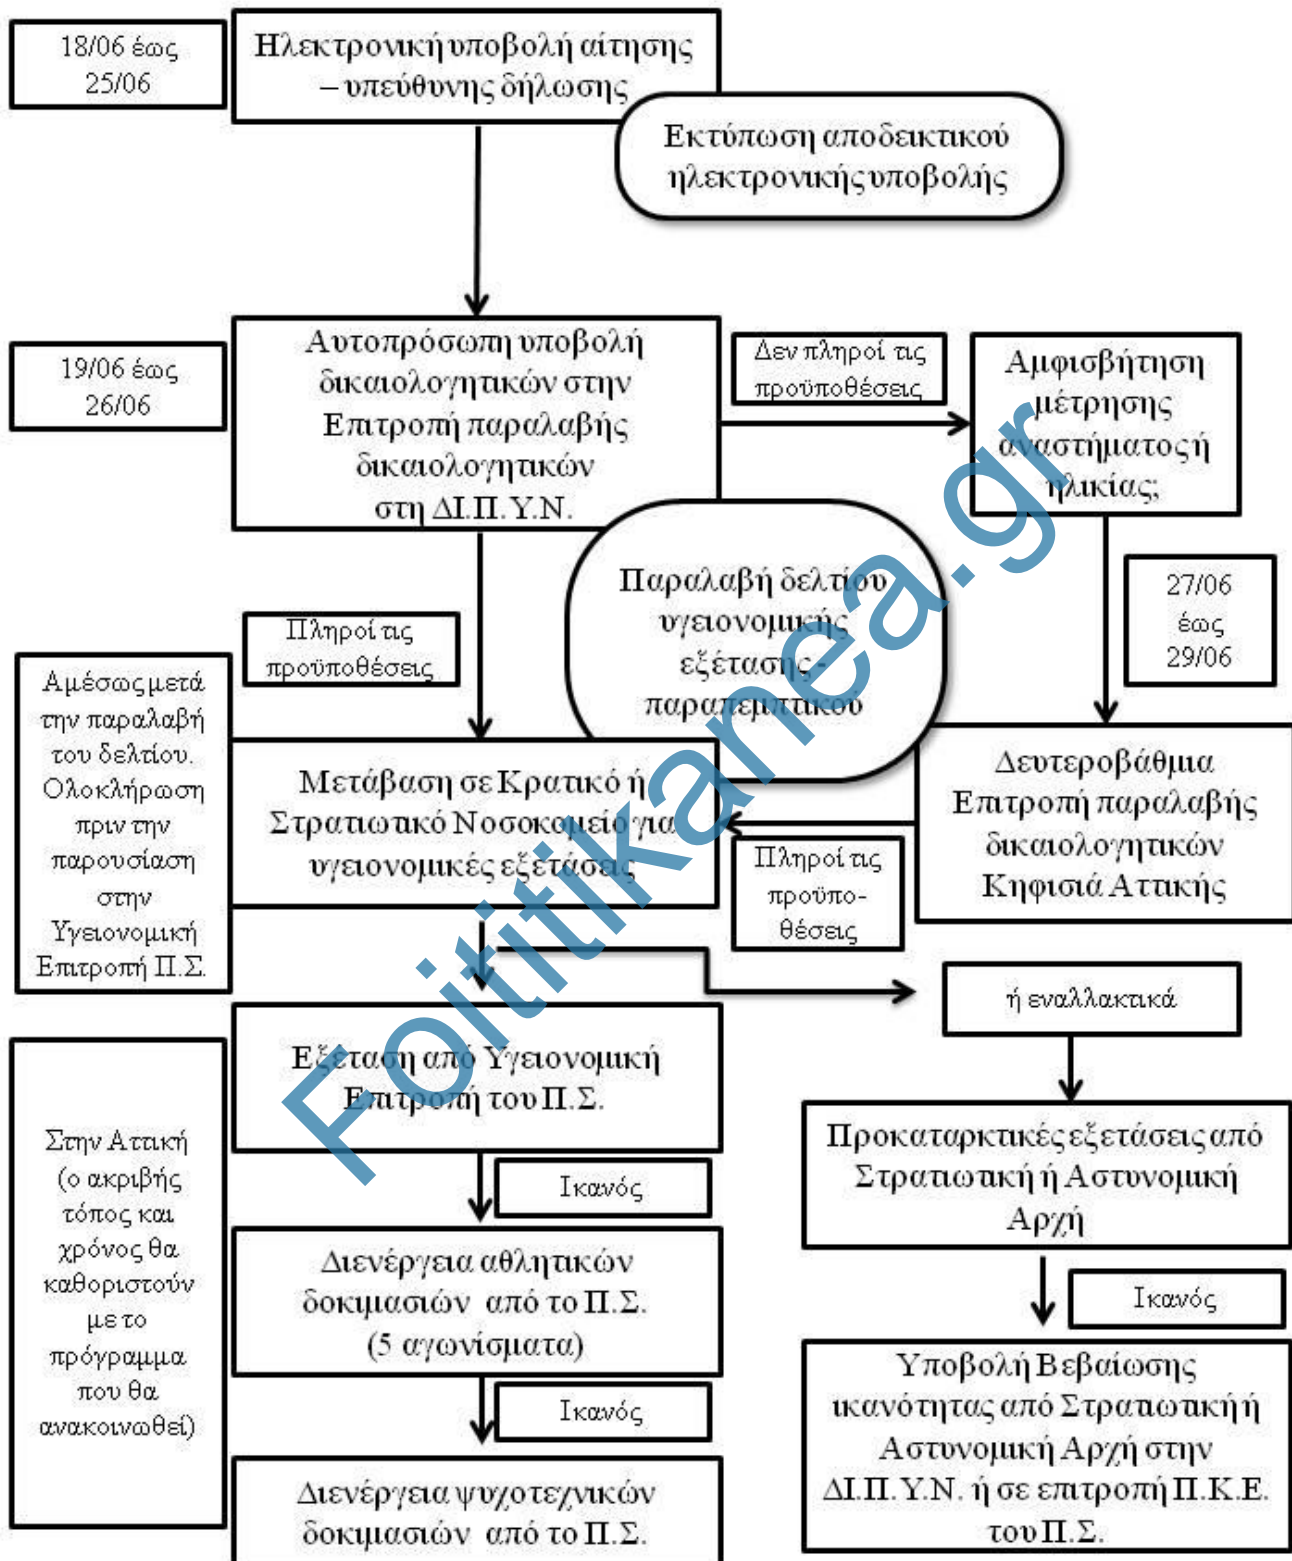 18/06 έως
25/06
Ηλεκτρονική υποβολή αίτησης
– υπεύθυνης δήλωσης
Εκτύπωση αποδεικτικού
ηλεκτρονικής υποβολής
19/06 έως
26/06
Αυτοπρόσωπη υποβολή
δικαιολογητικών στην
Επιτροπή παραλαβής
δικαιολογητικών
στη ΔΙ.Π.Υ.Ν.
Δεν πληροί τις
προϋποθέσεις
Αμφισβήτηση
μέτρησης
αναστήματος ή
ηλικίας;
Παραλαβή δελτίου
υγειονομικής
εξέτασης -
παραπεμπτικού
27/06
έως
29/06
Πληροί τις
προϋποθέσεις
Αμέσως μετά
την παραλαβή
του δελτίου.
Ολοκλήρωση
πριν την
παρουσίαση
στην
Υγειονομική
Επιτροπή Π.Σ.
Μετάβαση σε Κρατικό ή
Στρατιωτικό Νοσοκομείο για
υγειονομικές εξετάσεις
Δευτεροβάθμια
Επιτροπή παραλαβής
δικαιολογητικών
Κηφισιά Αττικής
Πληροί τις
προϋπο-
θέσεις
ή εναλλακτικά
Εξέταση από Υγειονομική
Επιτροπή του Π.Σ.
Στην Αττική
(ο ακριβής
τόπος και
χρόνος θα
καθοριστούν
με το
πρόγραμμα
που θα
ανακοινωθεί)
Ικανός
Προκαταρκτικές εξετάσεις από
Στρατιωτική ή Αστυνομική
Αρχή
Διενέργεια αθλητικών
δοκιμασιών από το Π.Σ.
(5 αγωνίσματα)
Ικανός
Ικανός
Υποβολή Βεβαίωσης
ικανότητας από Στρατιωτική ή
Αστυνομική Αρχή στην
ΔΙ.Π.Υ.Ν. ή σε επιτροπή Π.Κ.Ε.
του Π.Σ.
Διενέργεια ψυχοτεχνικών
δοκιμασιών από το Π.Σ.
Foititikanea.gr